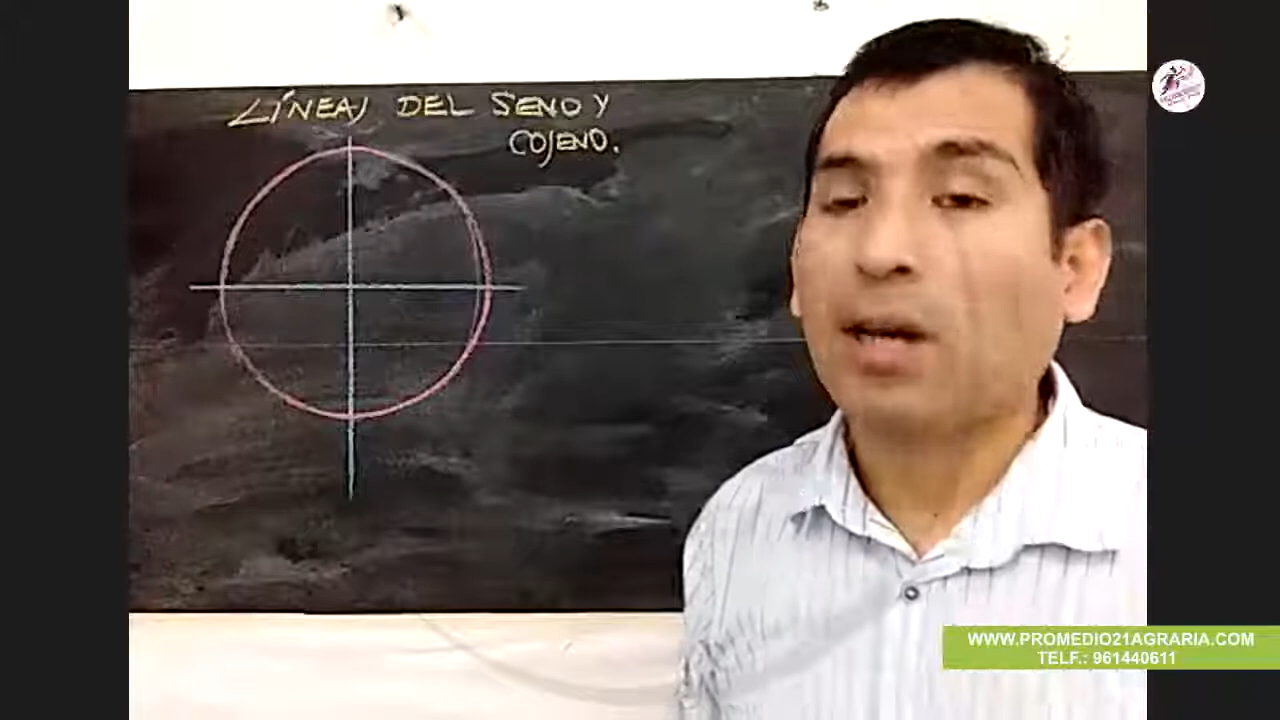 LÍNEAS DEL SENO Y
COSENO.
WWW.PROMEDIO21AGRARIA.COM
TELF.: 961440611